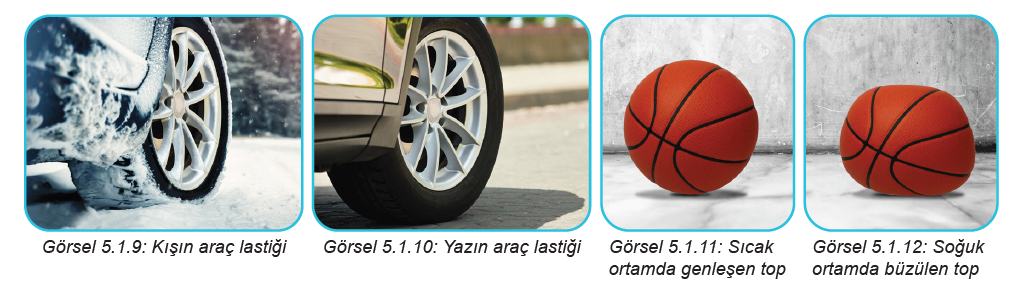 Görsel 5.1.9: Kışın araç lastiği
Görsel 5.1.10: Yazın araç lastiği
Görsel 5.1.11: Sıcak
ortamda genleşen top
Görsel 5.1.12: Soğuk
ortamda büzülen top